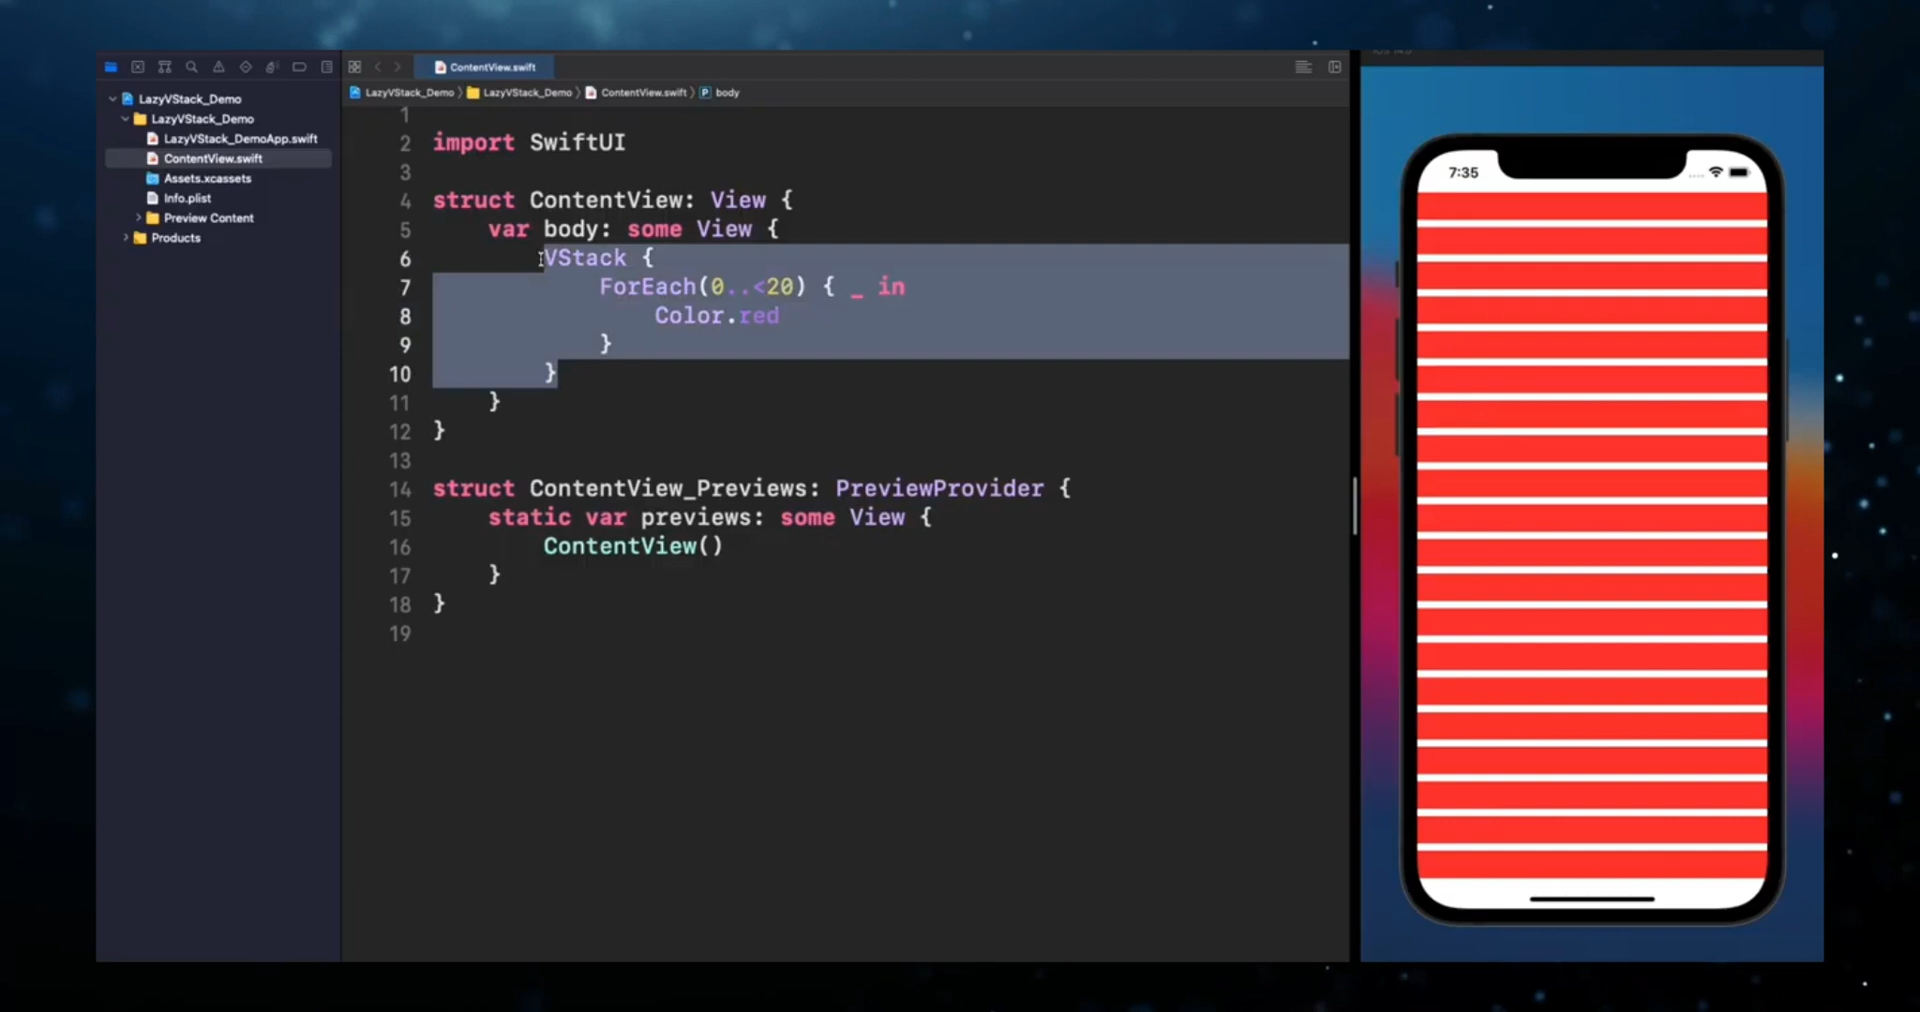 ContentView.swift
LazyVStack_Demo
LazyVStack_Demo
ContentView.swift
body
LazyVStack_Demo
LazyVStack_Demo
LazyVStack_DemoApp.swift
ContentView.swift
Assets.xcassets
Info.plist
Preview Content
Products
1
2 import SwiftUI
3
4 struct ContentView: View {
5 var body: some View {
6 VStack {
7 ForEach(0..<20) { _ in
8 Color.red
9 }
10 }
11 }
12 }
13
14 struct ContentView_Previews: PreviewProvider {
15 static var previews: some View {
16 ContentView()
17 }
18 }
19
7:35